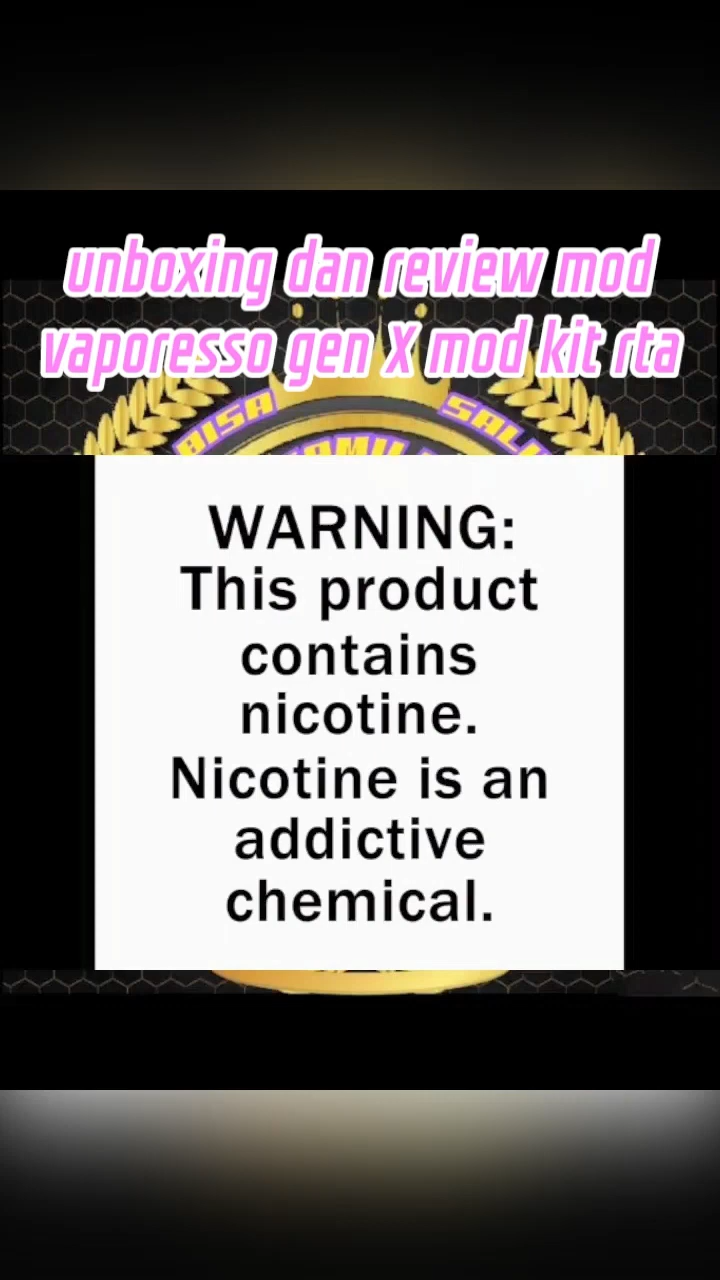 unboxing dan review mod
vaporesso gen X mod kit rta
BISA
WARNING:
This product
contains
nicotine.
Nicotine is an
addictive
chemical.